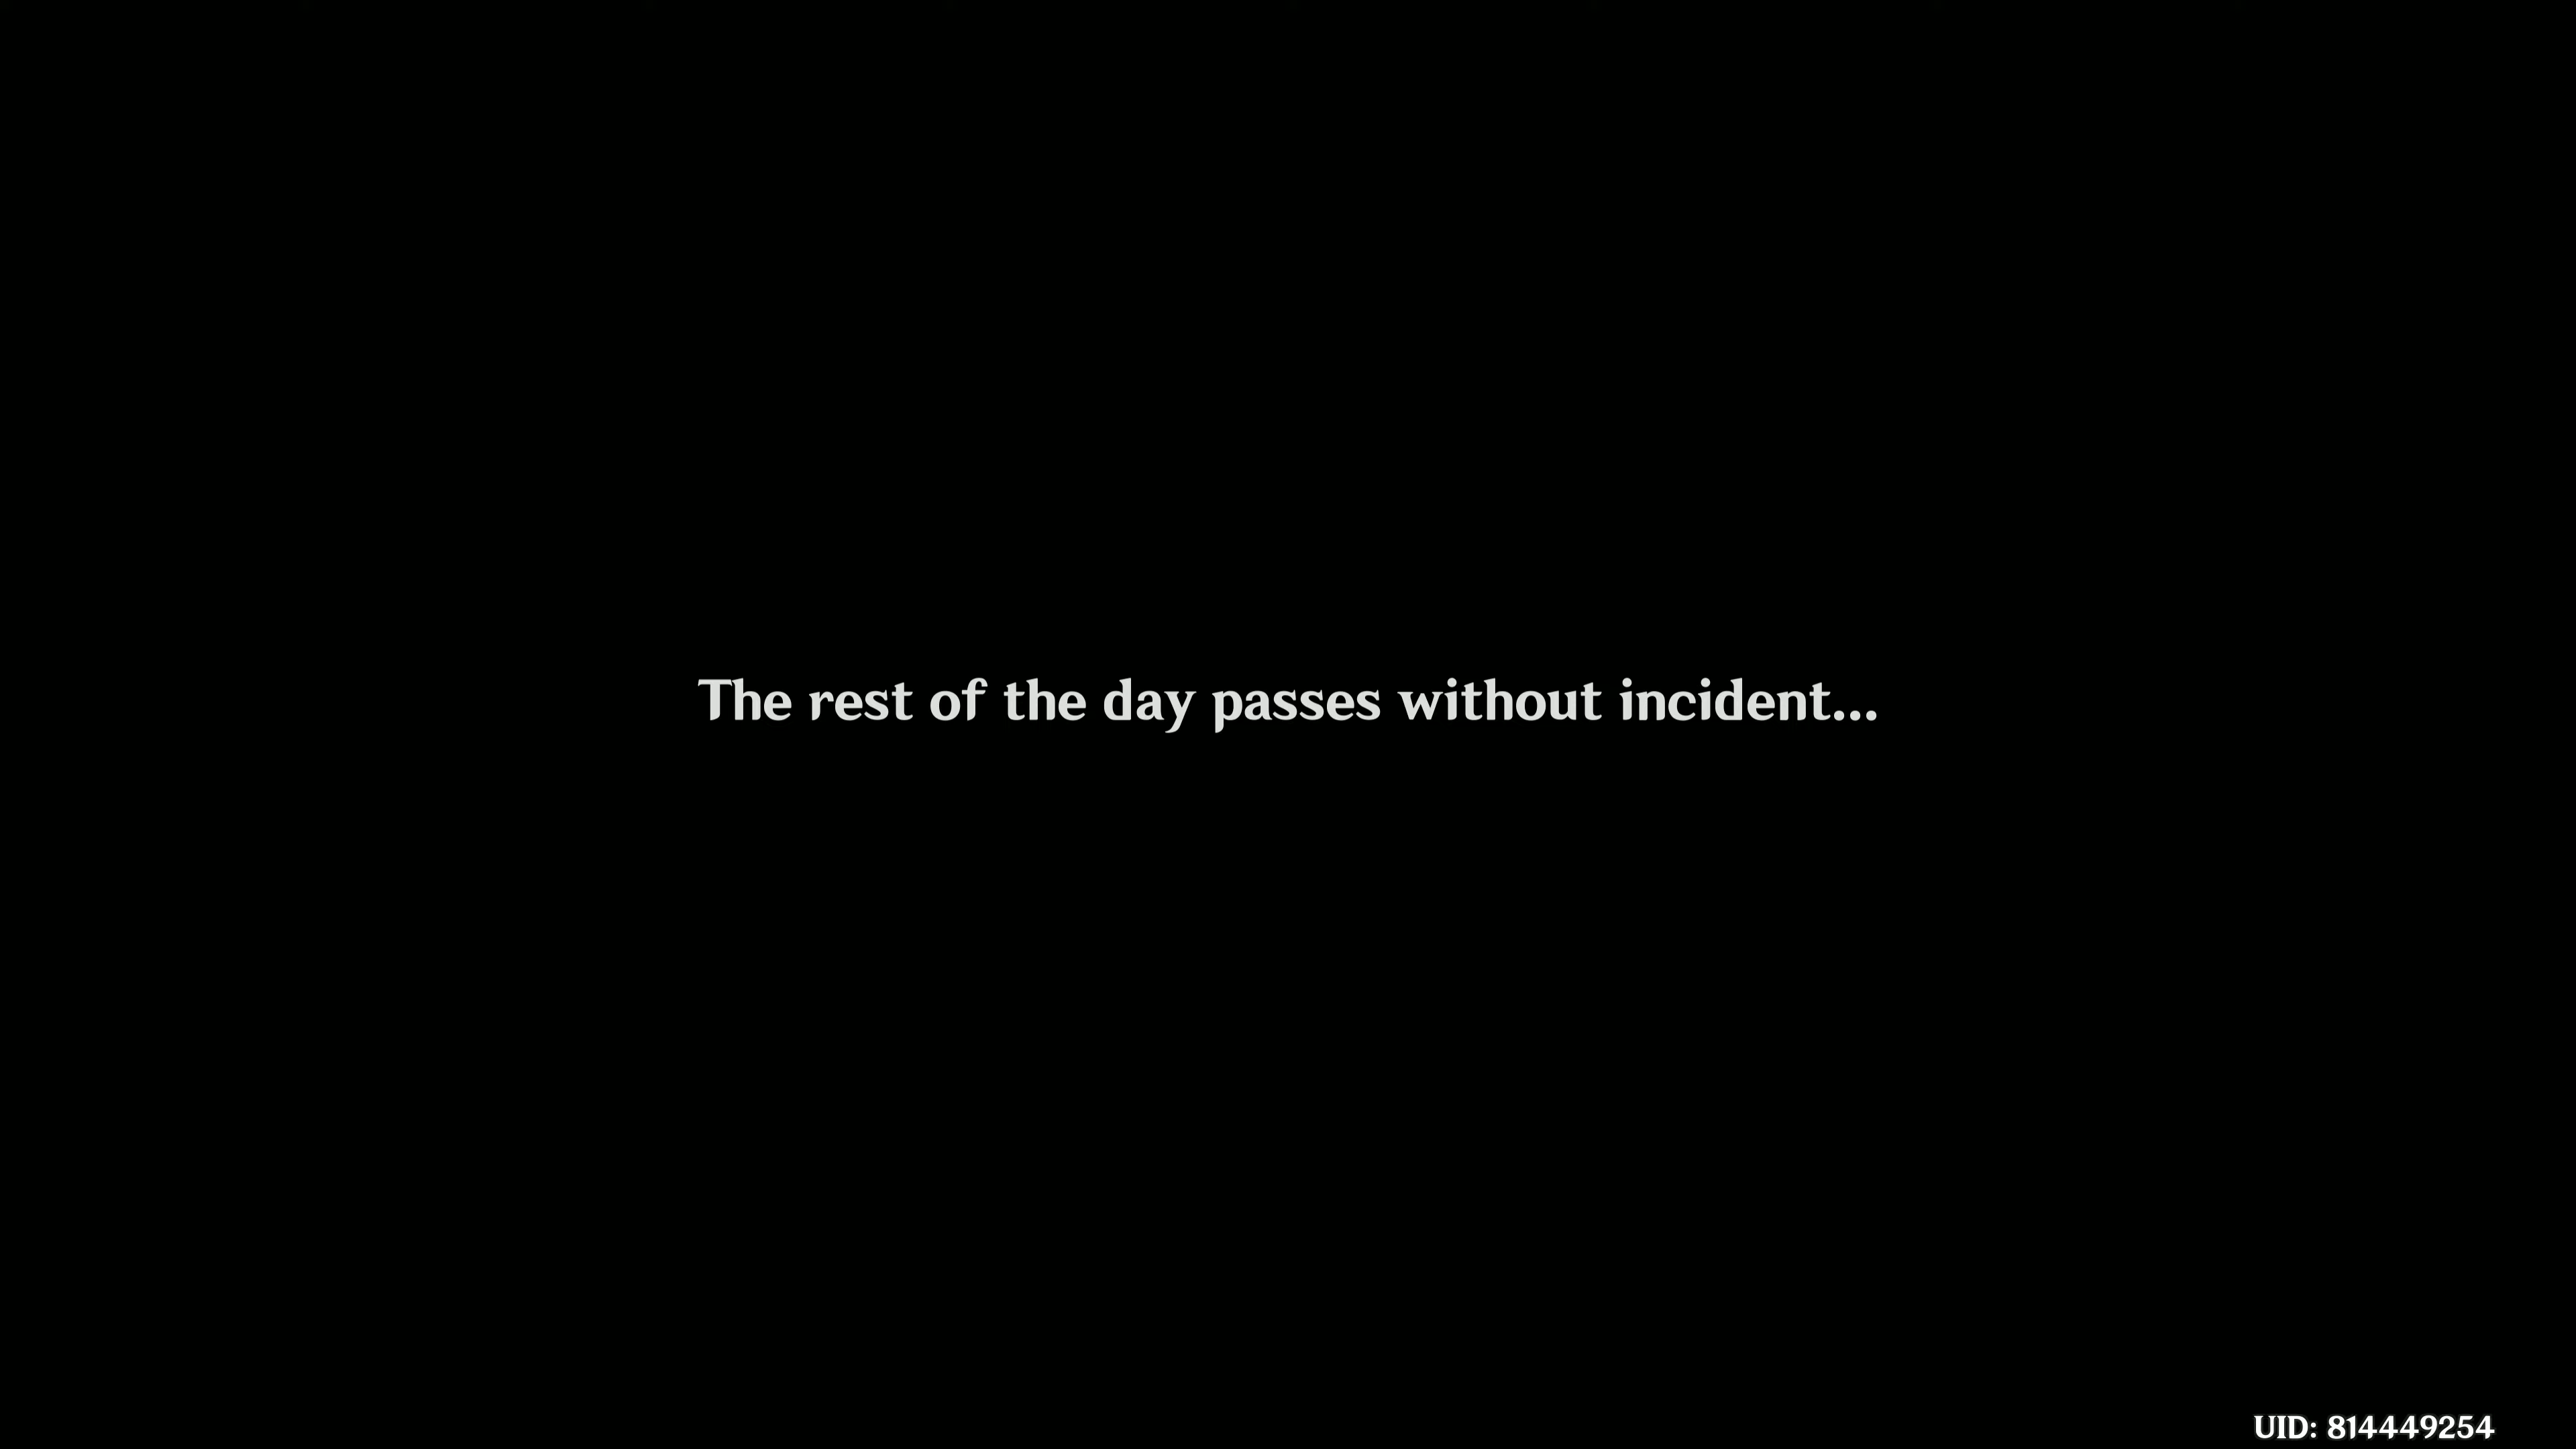 The rest of the day passes without incident...
UID: 814449254